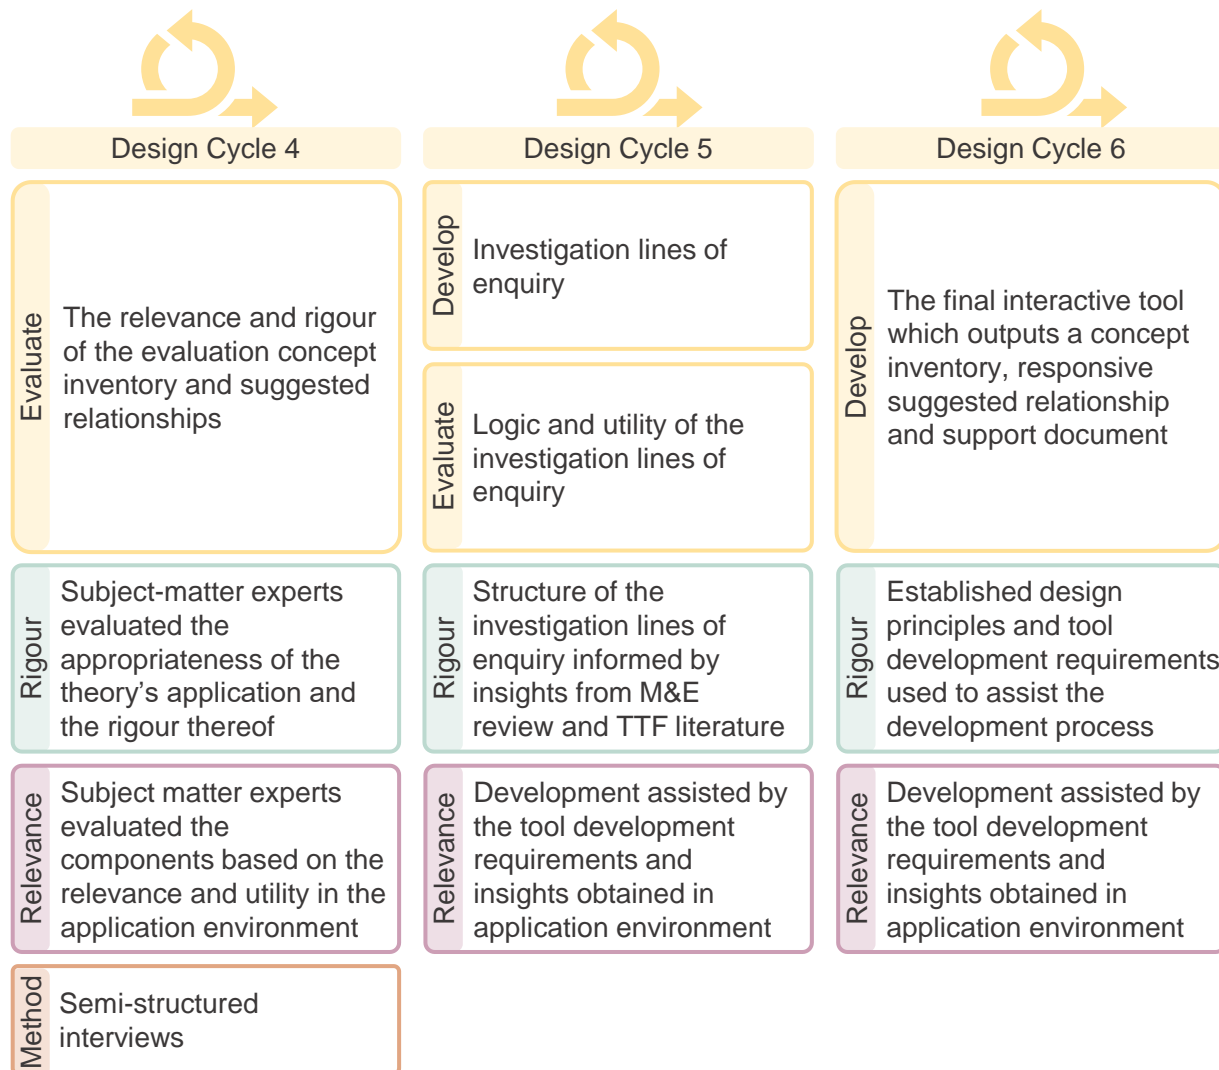 Design Cycle 4
Evaluate
The relevance and rigour
of the evaluation concept
inventory and suggested
relationships
Rigour
Subject-matter experts
evaluated the
appropriateness of the
theory’s application and
the rigour thereof
Relevance
Subject matter experts
evaluated the
components based on the
relevance and utility in the
application environment
Method
Semi-structured
interviews
Design Cycle 5
Develop
Investigation lines of
enquiry
Evaluate
Logic and utility of the
investigation lines of
enquiry
Rigour
Structure of the
investigation lines of
enquiry informed by
insights from M&E
review and TTF literature
Relevance
Development assisted by
the tool development
requirements and
insights obtained in
application environment
Design Cycle 6
Develop
The final interactive tool
which outputs a concept
inventory, responsive
suggested relationship
and support document
Rigour
Established design
principles and tool
development requirements
used to assist the
development process
Relevance
Development assisted by
the tool development
requirements and
insights obtained in
application environment